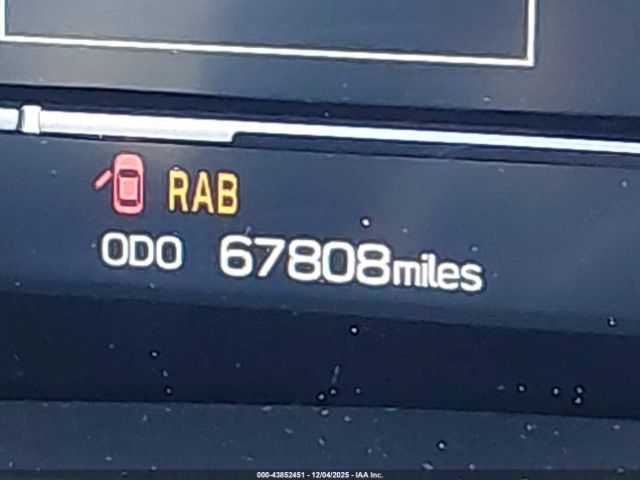 RAB
ODO 67808miles
000-43852451 - 12/04/2025 - IAA Inc.